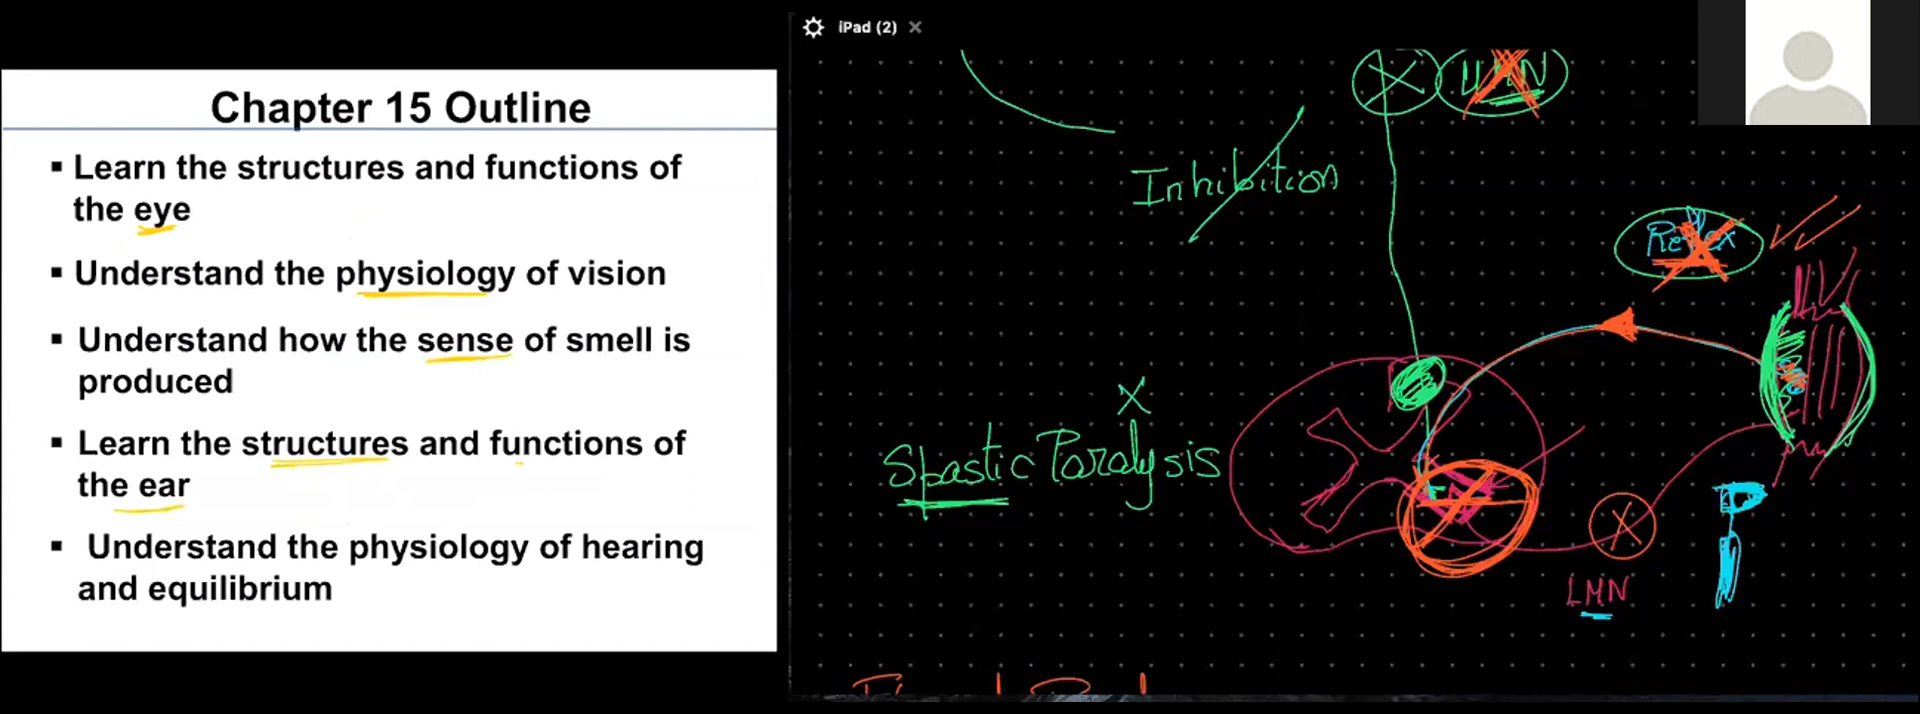 Chapter 15 Outline
▪ Learn the structures and functions of
the eye
▪ Understand the physiology of vision
▪ Understand how the sense of smell is
produced
▪ Learn the structures and functions of
the ear
▪ Understand the physiology of hearing
and equilibrium
iPad (2)
UMN
Inhibition
Reflex
Spastic Paralysis
LMN